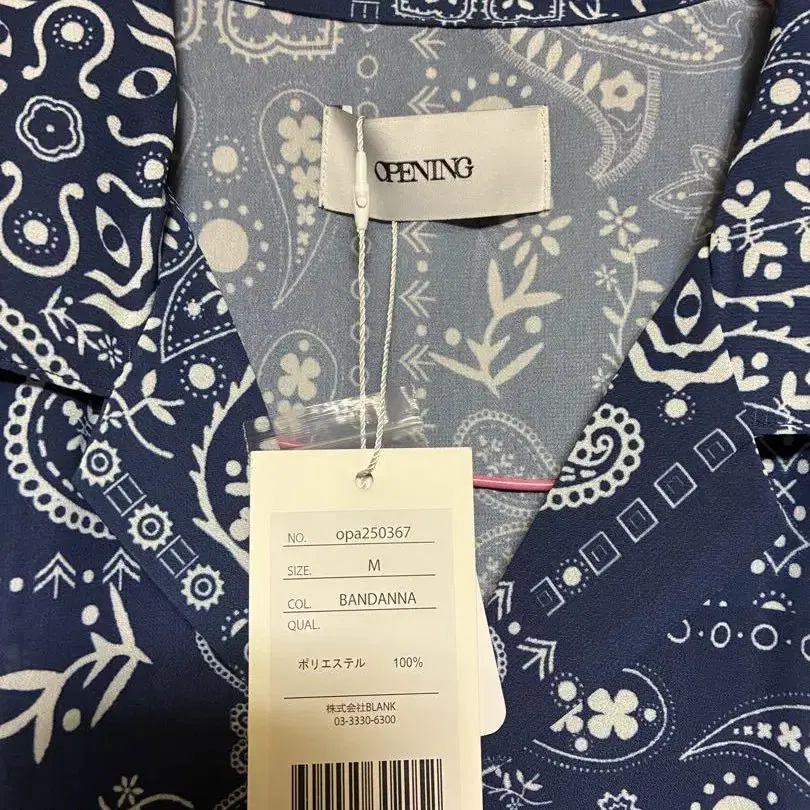 OPENING
NO. opa250367
SIZE. M
COL. BANDANNA
QUAL.
ポリエステル 100%
株式会社BLANK
03-3330-6300